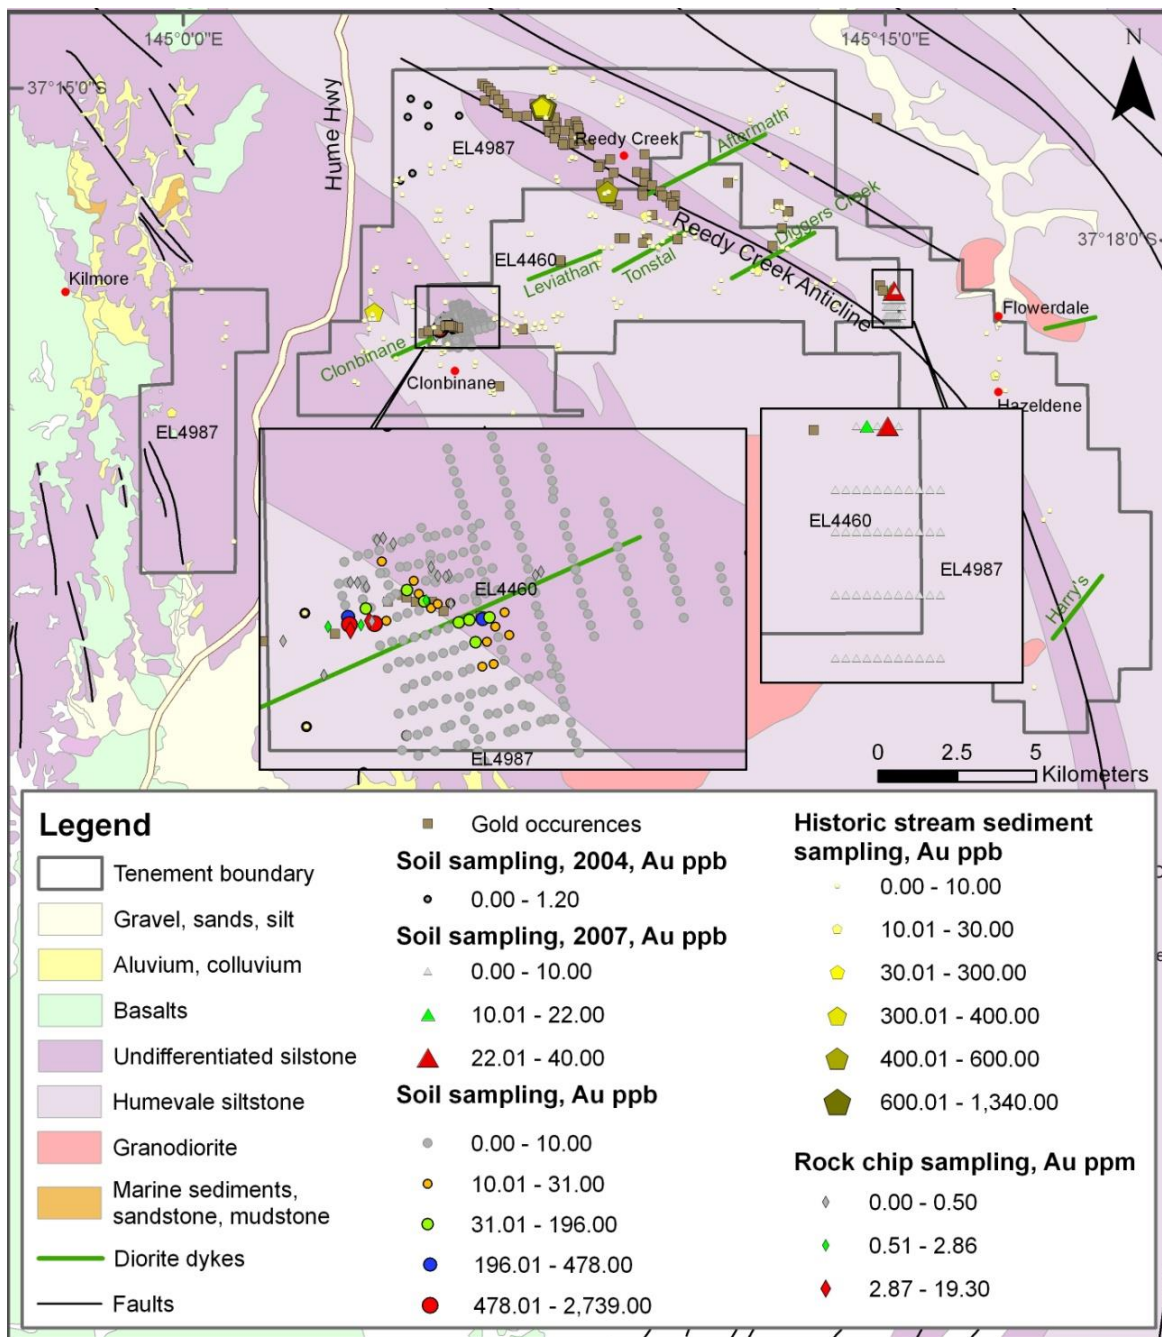 145°0'0"E
145°15'0"E
N
37°15'0"S
Hume Hwy
EL4987
Reedy Creek
Aftermath
Reedy Creek Anticline
Diggers Creek
37°18'0"S
EL4460
Leviathan
Tonstal
Kilmore
Flowerdale
Clonbinane
Clonbinane
Hazeldene
EL4987
EL4460
EL4987
EL4460
EL4987
Harry's
0 2.5 5
Kilometers
Legend
Tenement boundary
Gravel, sands, silt
Aluvium, colluvium
Basalts
Undifferentiated silstone
Humevale siltstone
Granodiorite
Marine sediments,
sandstone, mudstone
Diorite dykes
Faults
Gold occurences
Soil sampling, 2004, Au ppb
0.00 - 1.20
Soil sampling, 2007, Au ppb
0.00 - 10.00
10.01 - 22.00
22.01 - 40.00
Soil sampling, Au ppb
0.00 - 10.00
10.01 - 31.00
31.01 - 196.00
196.01 - 478.00
478.01 - 2,739.00
Historic stream sediment
sampling, Au ppb
0.00 - 10.00
10.01 - 30.00
30.01 - 300.00
300.01 - 400.00
400.01 - 600.00
600.01 - 1,340.00
Rock chip sampling, Au ppm
0.00 - 0.50
0.51 - 2.86
2.87 - 19.30